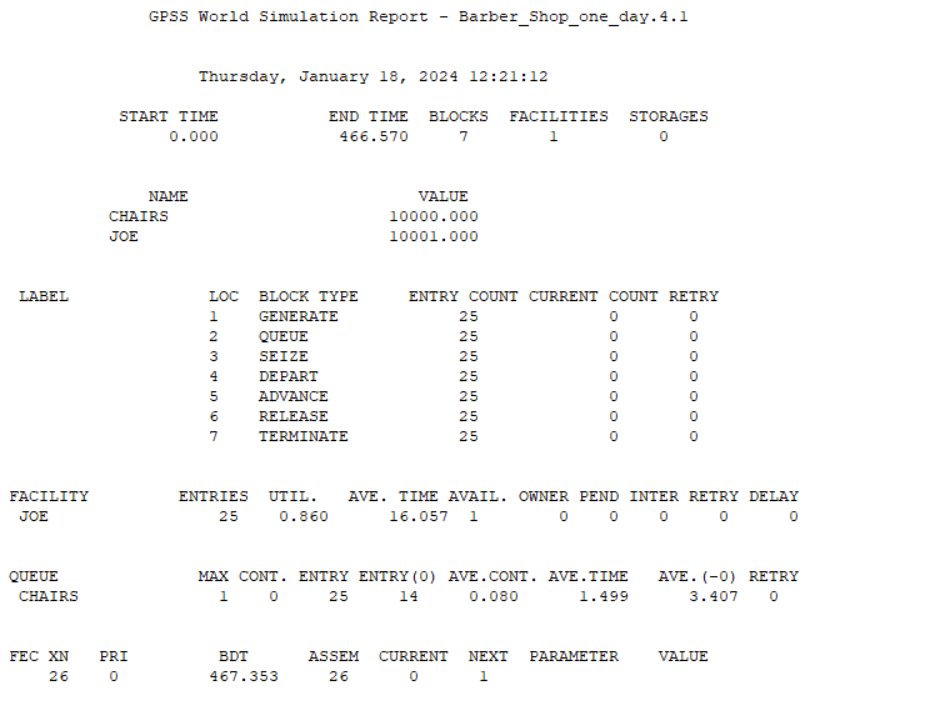 GPSS World Simulation Report - Barber_Shop_one_day.4.1
Thursday, January 18, 2024 12:21:12
START TIME END TIME BLOCKS FACILITIES STORAGES
0.000 466.570 7 1 0
NAME VALUE
CHAIRS 10000.000
JOE 10001.000
LABEL LOC BLOCK TYPE ENTRY COUNT CURRENT COUNT RETRY
1 GENERATE 25 0 0
2 QUEUE 25 0 0
3 SEIZE 25 0 0
4 DEPART 25 0 0
5 ADVANCE 25 0 0
6 RELEASE 25 0 0
7 TERMINATE 25 0 0
FACILITY ENTRIES UTIL. AVE. TIME AVAIL. OWNER PEND INTER RETRY DELAY
JOE 25 0.860 16.057 1 0 0 0 0 0
QUEUE MAX CONT. ENTRY ENTRY(0) AVE.CONT. AVE.TIME AVE.(-0) RETRY
CHAIRS 1 0 25 14 0.080 1.499 3.407 0
FEC XN PRI BDT ASSEM CURRENT NEXT PARAMETER VALUE
26 0 467.353 26 0 1